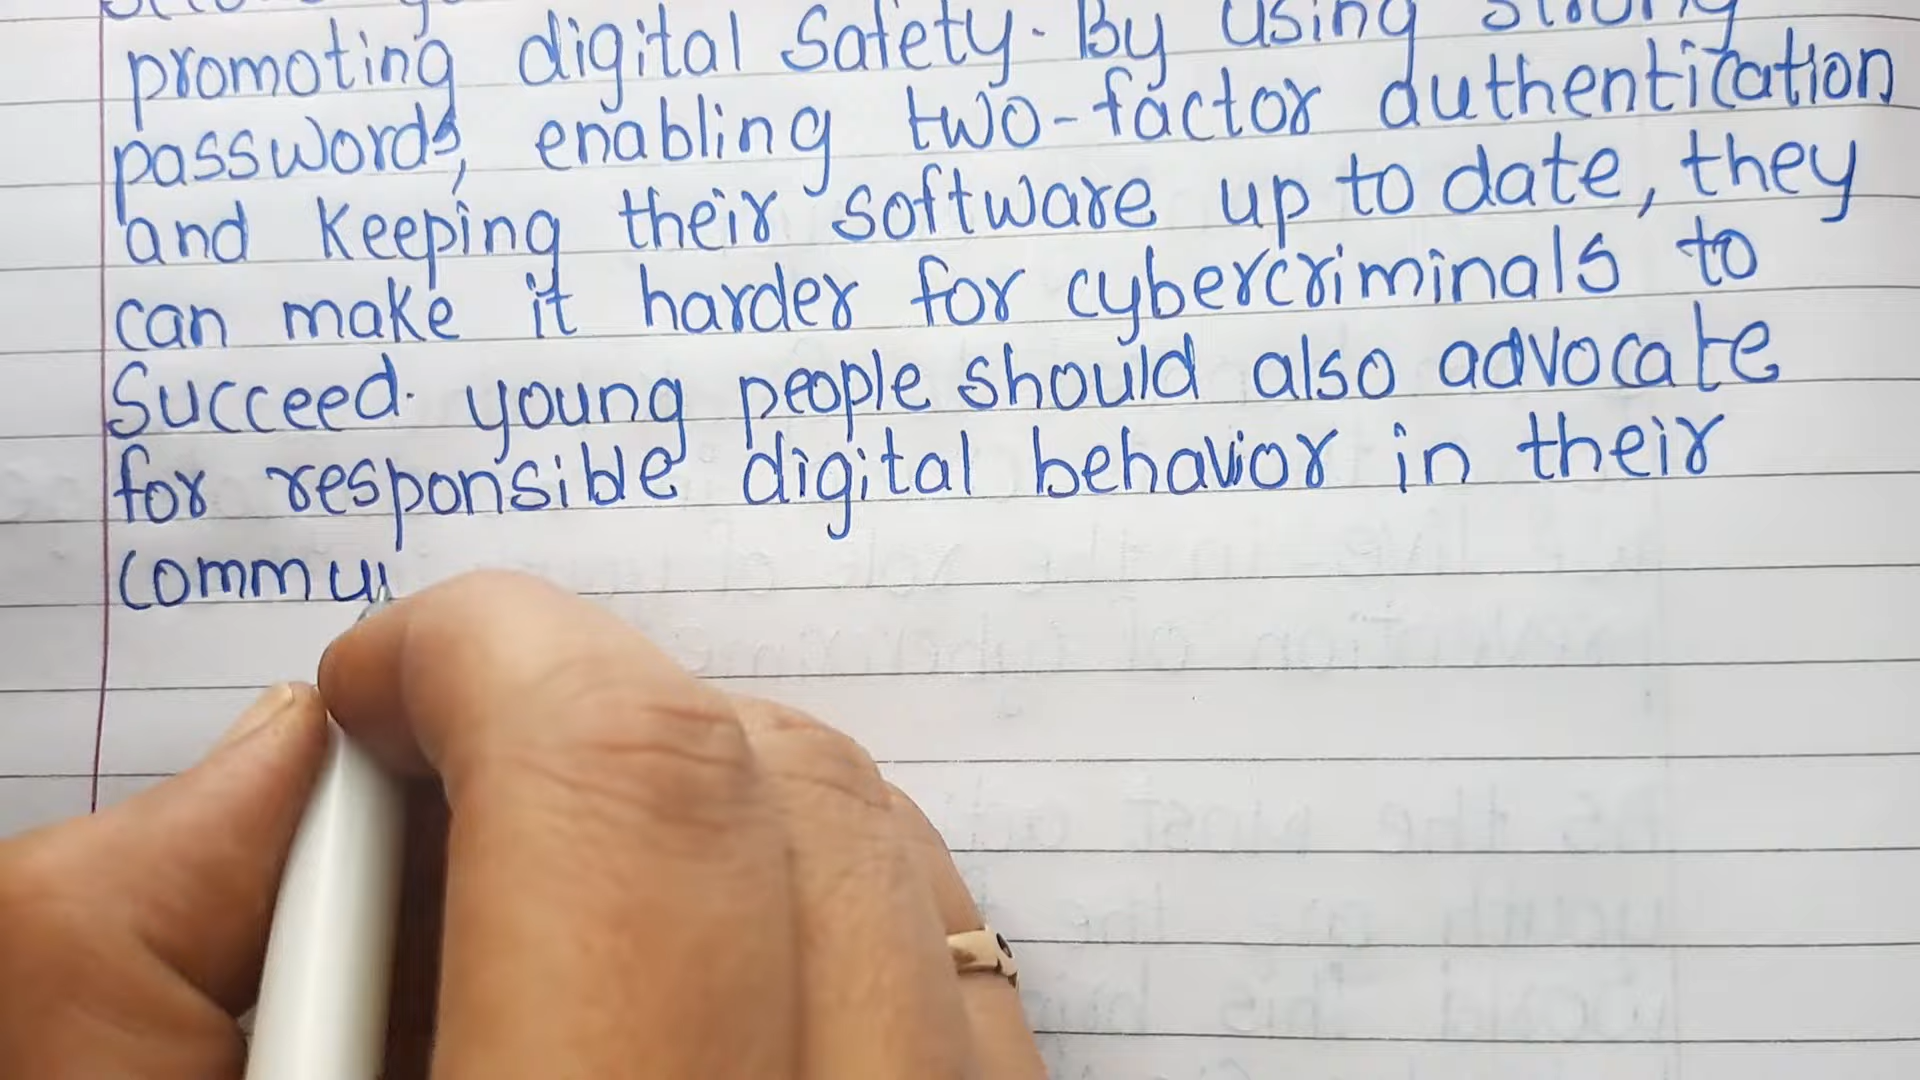 promoting digital Safety. By using strong
passwords, enabling two-factor authentication
and keeping their software up to date, they
can make it harder for cybercriminals to
Succeed. young people should also advocate
for responsible digital behavior in their
commu